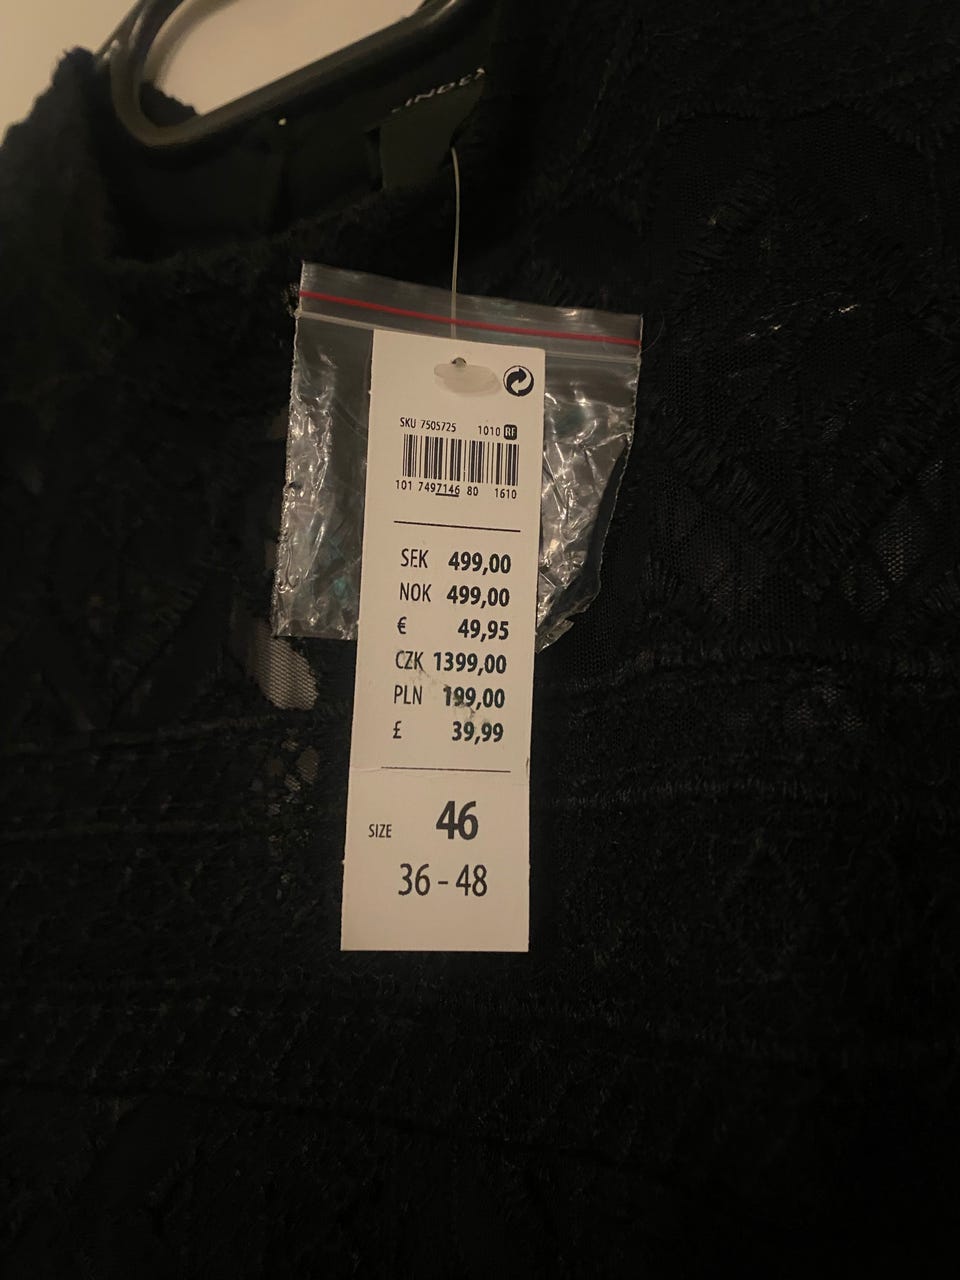 LINDEX
SKU 7505725 1010 RF
101 7497146 80 1610
SEK 499,00
NOK 499,00
€ 49,95
CZK 1399,00
PLN 199,00
£ 39,99
SIZE 46
36 - 48